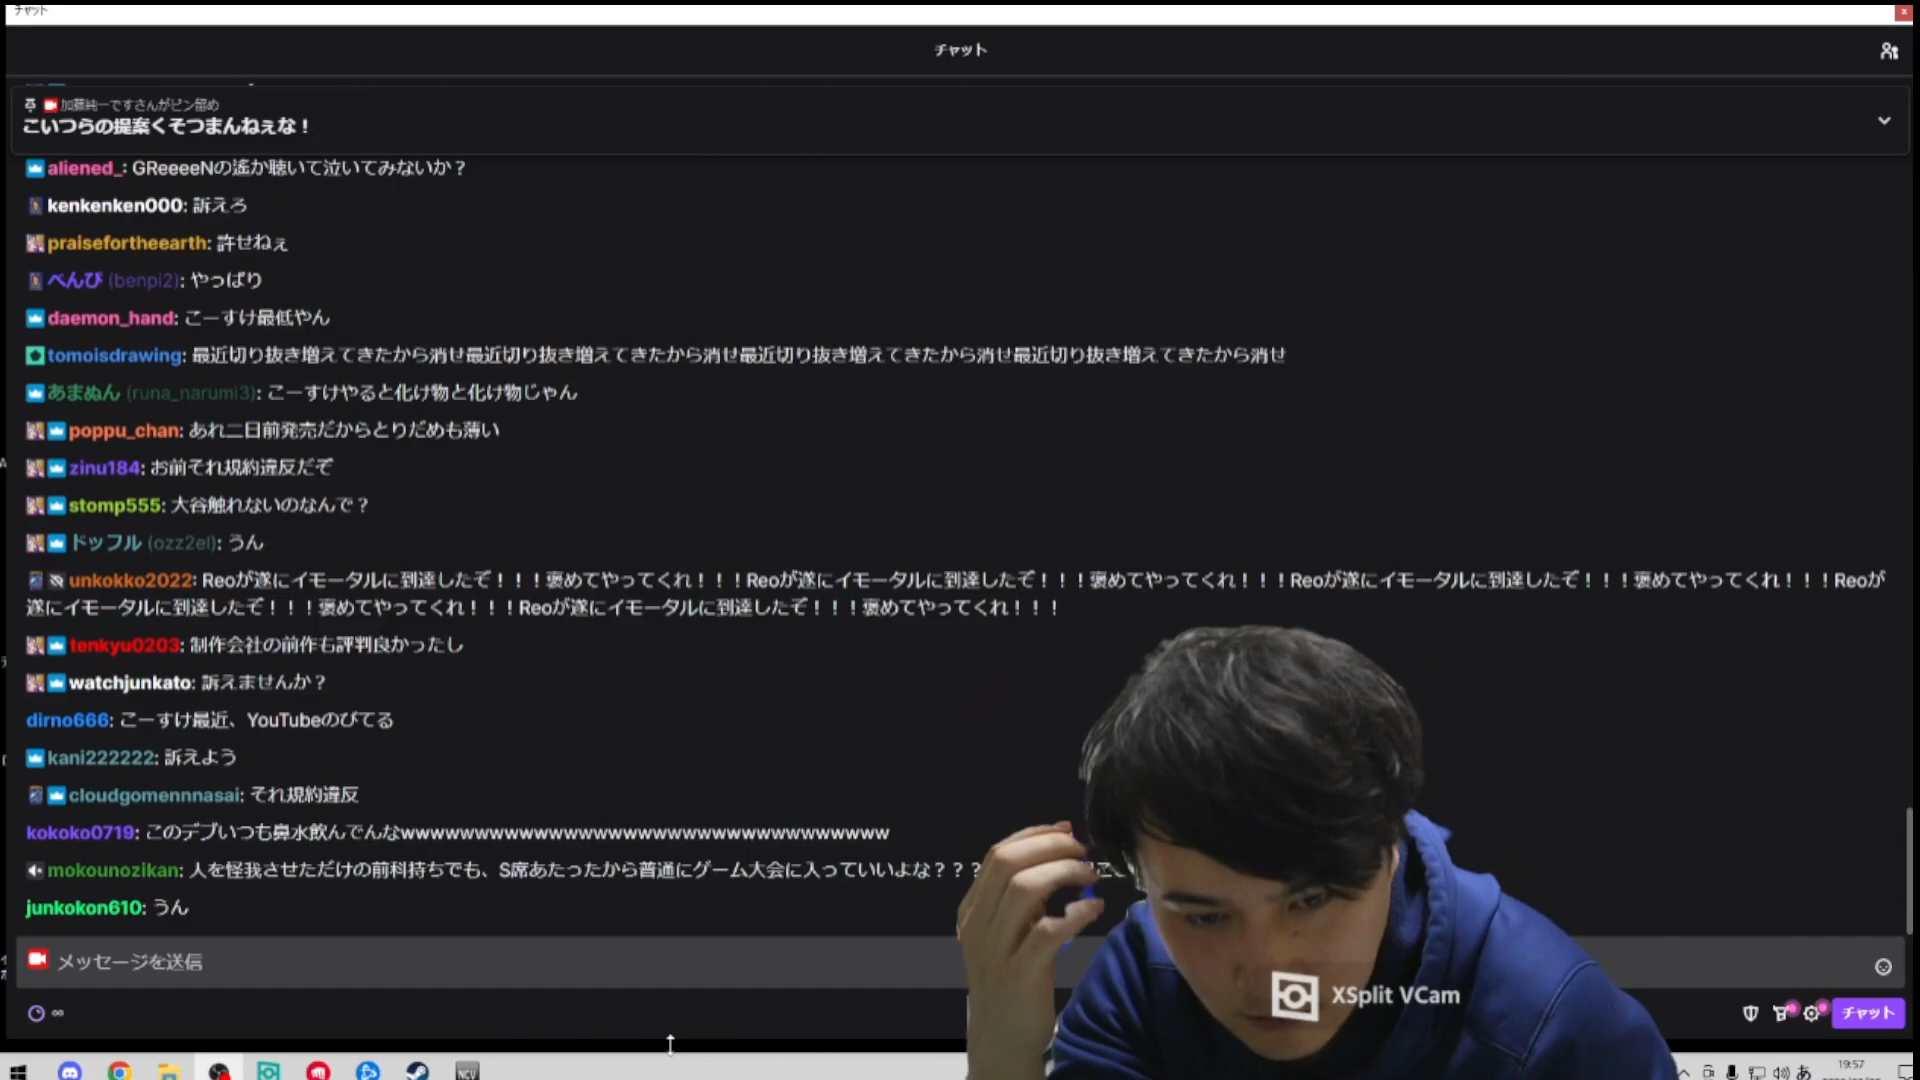 チャット
チャット
加藤純一ですさんがピン留め
こいつらの提案くそつまんねぇな！
aliened_: GReeeeNの遙か聴いて泣いてみないか？
kenkenken000: 訴えろ
praisefortheearth: 許せねぇ
べんぴ (benpi2): やっぱり
daemon_hand: こーすけ最低やん
tomoisdrawing: 最近切り抜き増えてきたから消せ最近切り抜き増えてきたから消せ最近切り抜き増えてきたから消せ最近切り抜き増えてきたから消せ
あまぬん (runa_narumi3): こーすけやると化け物と化け物じゃん
poppu_chan: あれ二日前発売だからとりだめも薄い
zinu184: お前それ規約違反だぞ
stomp555: 大谷触れないのなんで？
ドッフル (ozz2el): うん
unkokko2022: Reoが遂にイモータルに到達したぞ！！！褒めてやってくれ！！！Reoが遂にイモータルに到達したぞ！！！褒めてやってくれ！！！Reoが遂にイモータルに到達したぞ！！！褒めてやってくれ！！！Reoが
遂にイモータルに到達したぞ！！！褒めてやってくれ！！！Reoが遂にイモータルに到達したぞ！！！褒めてやってくれ！！！
tenkyu0203: 制作会社の前作も評判良かったし
watchjunkato: 訴えませんか？
dirno666: こーすけ最近、YouTubeのびてる
kani222222: 訴えよう
cloudgomennnasai: それ規約違反
kokoko0719: このデブいつも鼻水飲んでんなwwwwwwwwwwwwwwwwwwwwwwwwwwwwwwwww
mokounozikan: 人を怪我させただけの前科持ちでも、S席あたったから普通にゲーム大会に入っていいよな？？？
junkokon610: うん
メッセージを送信
XSplit VCam
チャット
NCV
あ
19:57